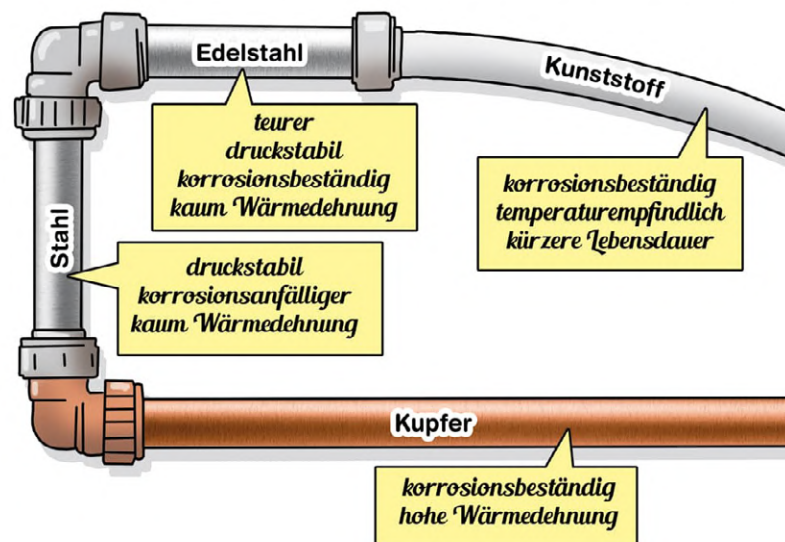 Edelstahl
teurer
druckstabil
korrosionsbeständig
kaum Wärmedehnung
Kunststoff
korrosionsbeständig
temperaturempfindlich
kürzere Lebensdauer
Stahl
druckstabil
korrosionsanfälliger
kaum Wärmedehnung
Kupfer
korrosionsbeständig
hohe Wärmedehnung